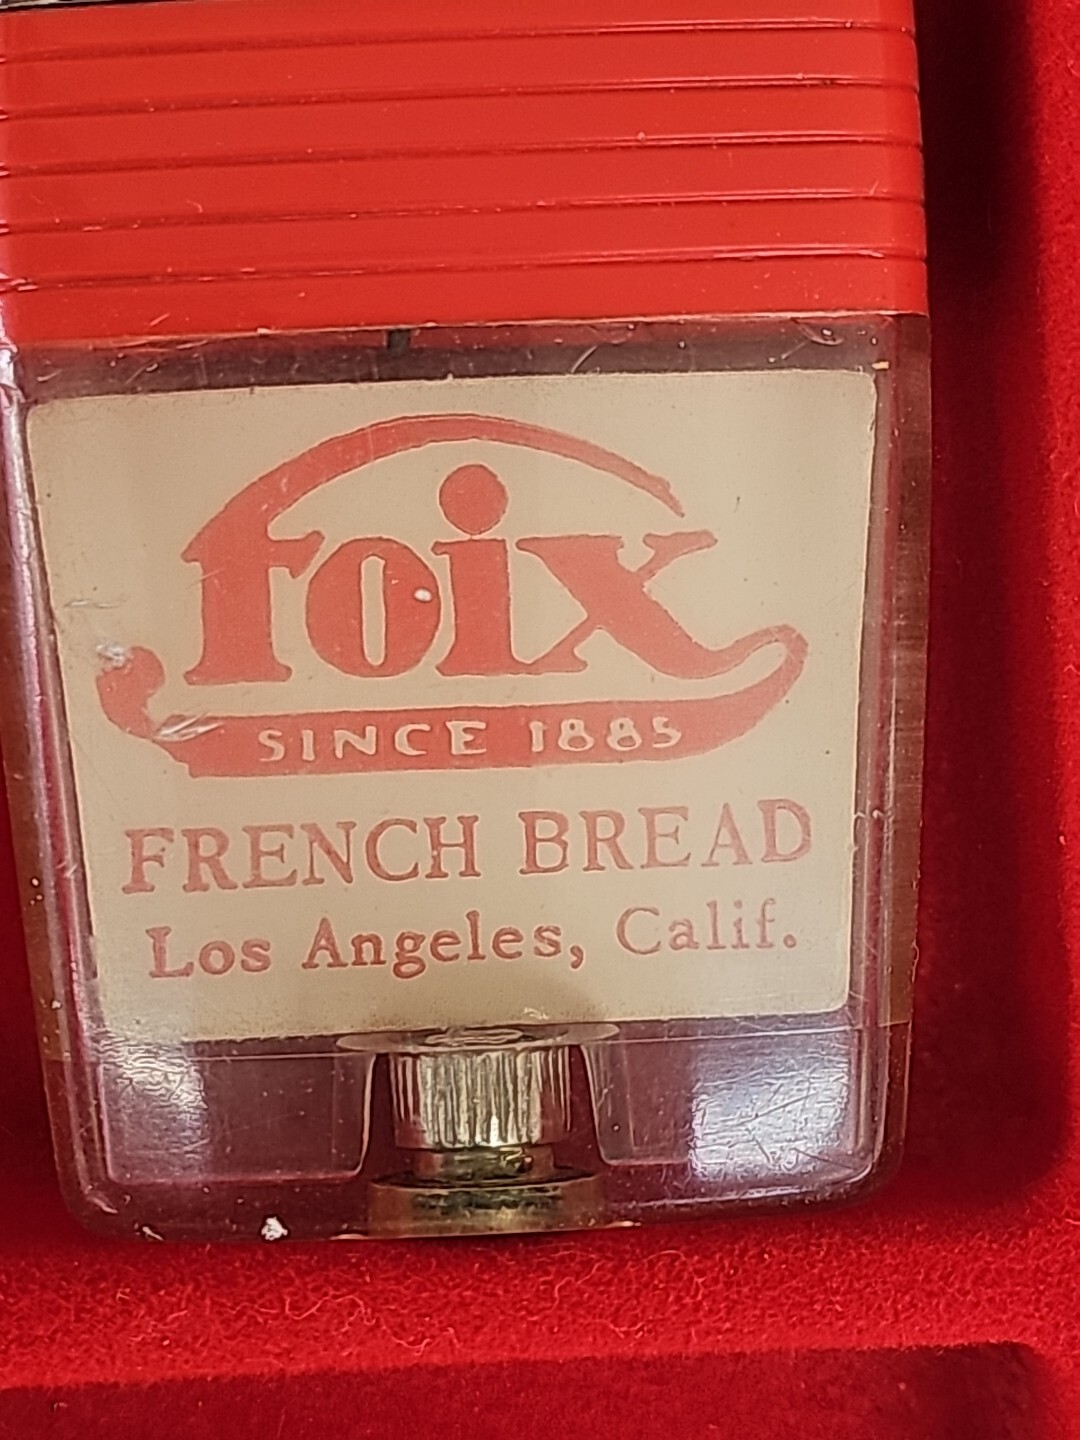 foix
SINCE 1885
FRENCH BREAD
Los Angeles, Calif.